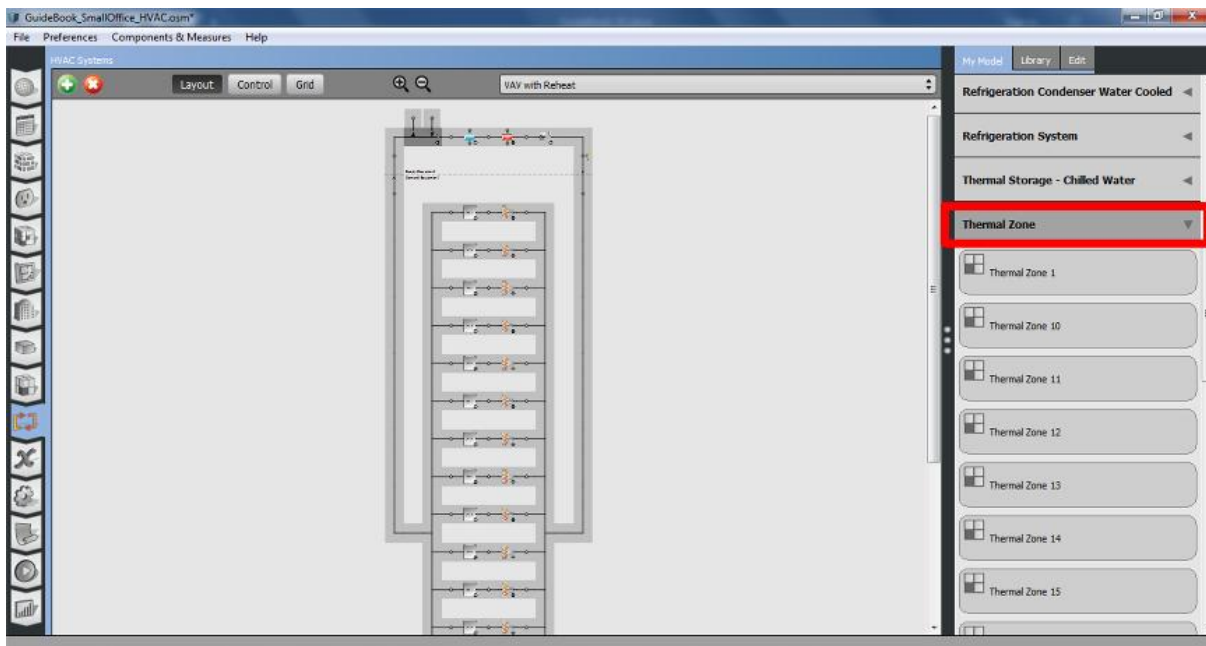 GuideBook_SmallOffice_HVAC.osm*
File Preferences Components & Measures Help
HVAC Systems
Layout Control Grid
VAV with Reheat
My Model Library Edit
Refrigeration Condenser Water Cooled
Refrigeration System
Thermal Storage - Chilled Water
Thermal Zone
Thermal Zone 1
Thermal Zone 10
Thermal Zone 11
Thermal Zone 12
Thermal Zone 13
Thermal Zone 14
Thermal Zone 15